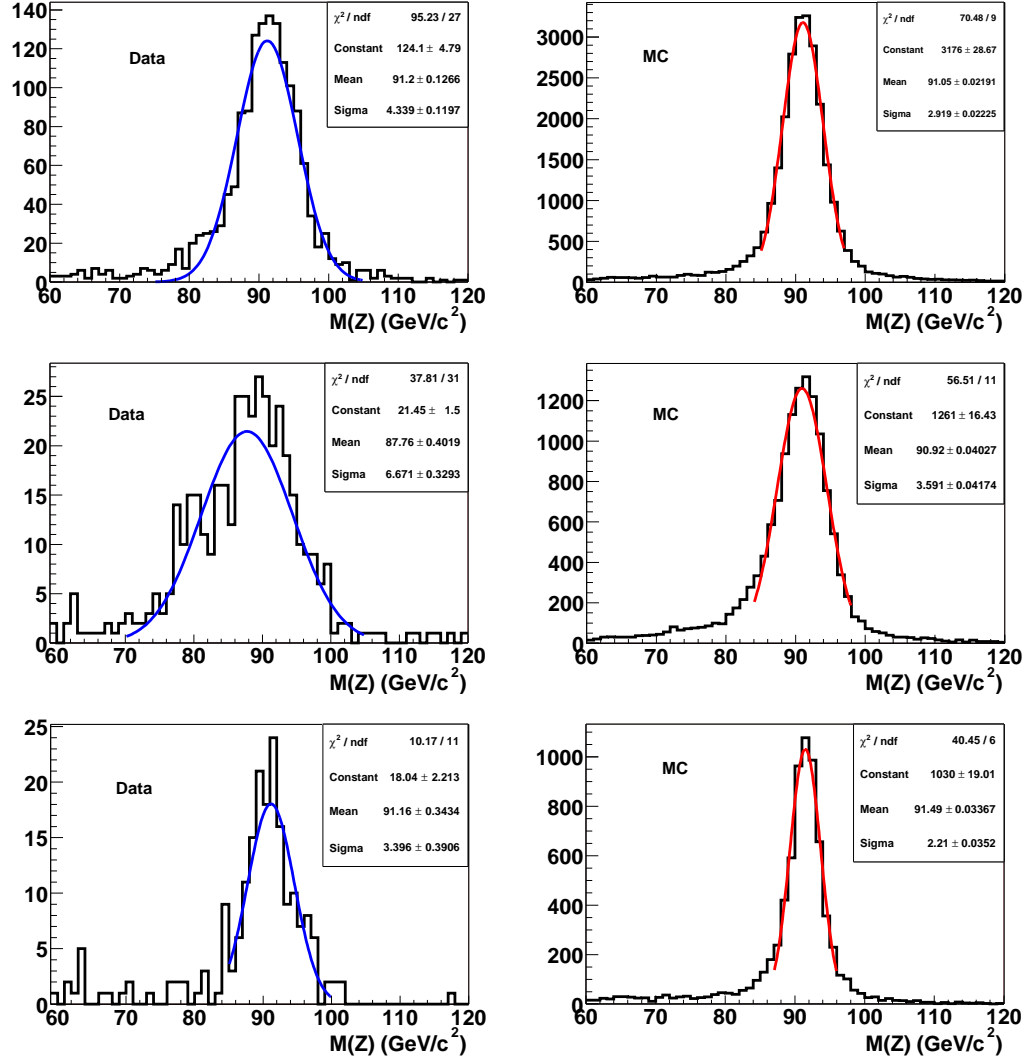 140
120
100
80
60
40
20
0
Data
χ² / ndf 95.23 / 27
Constant 124.1 ± 4.79
Mean 91.2 ± 0.1266
Sigma 4.339 ± 0.1197
60 70 80 90 100 110 120
M(Z) (GeV/c²)
3000
2500
2000
1500
1000
500
0
MC
χ² / ndf 70.48 / 9
Constant 3176 ± 28.67
Mean 91.05 ± 0.02191
Sigma 2.919 ± 0.02225
60 70 80 90 100 110 120
M(Z) (GeV/c²)
25
20
15
10
5
0
Data
χ² / ndf 37.81 / 31
Constant 21.45 ± 1.5
Mean 87.76 ± 0.4019
Sigma 6.671 ± 0.3293
60 70 80 90 100 110 120
M(Z) (GeV/c²)
1200
1000
800
600
400
200
0
MC
χ² / ndf 56.51 / 11
Constant 1261 ± 16.43
Mean 90.92 ± 0.04027
Sigma 3.591 ± 0.04174
60 70 80 90 100 110 120
M(Z) (GeV/c²)
25
20
15
10
5
0
Data
χ² / ndf 10.17 / 11
Constant 18.04 ± 2.213
Mean 91.16 ± 0.3434
Sigma 3.396 ± 0.3906
60 70 80 90 100 110 120
M(Z) (GeV/c²)
1000
800
600
400
200
0
MC
χ² / ndf 40.45 / 6
Constant 1030 ± 19.01
Mean 91.49 ± 0.03367
Sigma 2.21 ± 0.0352
60 70 80 90 100 110 120
M(Z) (GeV/c²)